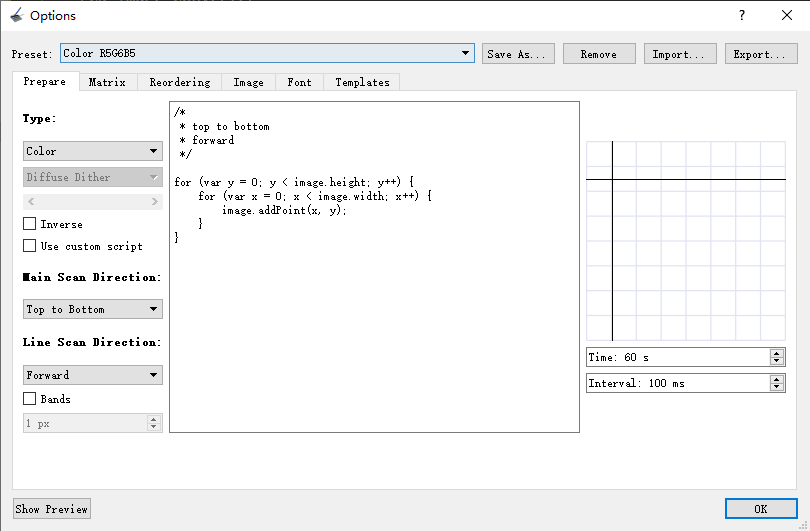 Options
?
Preset: Color R5G6B5 Save As... Remove Import... Export...
Prepare Matrix Reordering Image Font Templates
Type:
Color
Diffuse Dither
Inverse
Use custom script
Main Scan Direction:
Top to Bottom
Line Scan Direction:
Forward
Bands
1 px
/*
* top to bottom
* forward
*/
for (var y = 0; y < image.height; y++) {
for (var x = 0; x < image.width; x++) {
image.addPoint(x, y);
}
}
Time: 60 s
Interval: 100 ms
Show Preview
OK